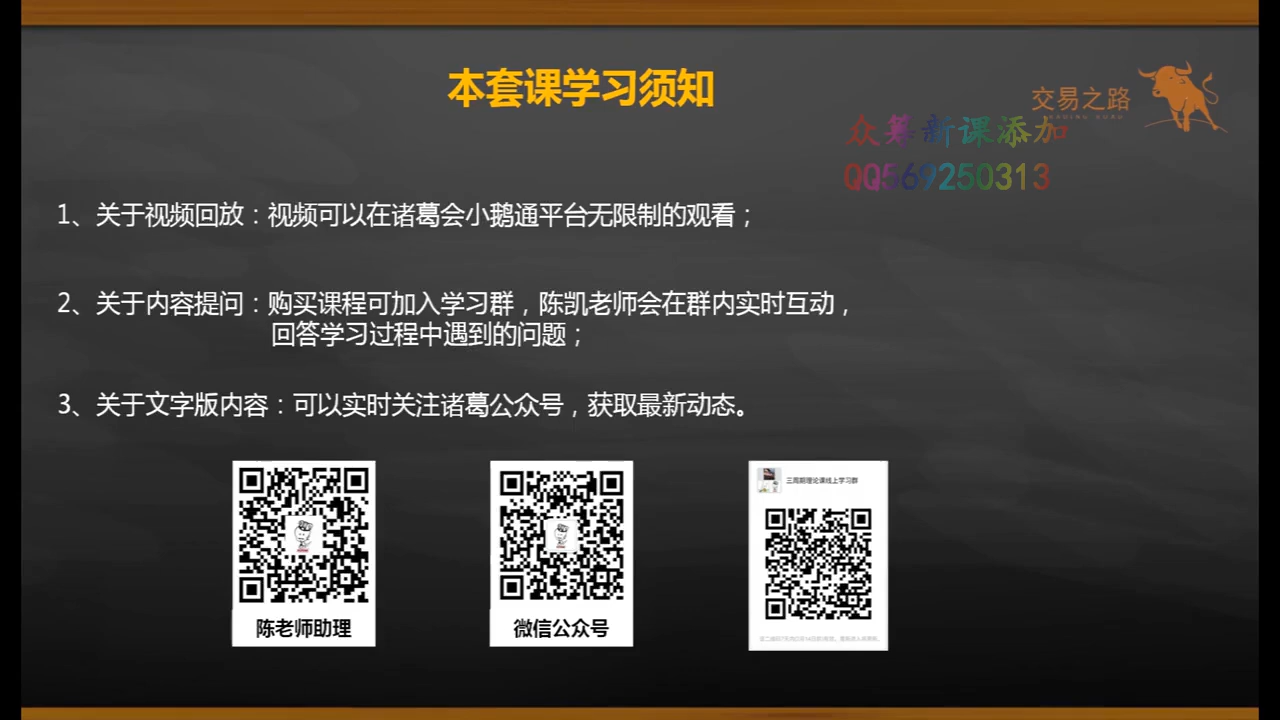 本套课学习须知
交易之路
众筹新课添加
QQ569250313
1、关于视频回放：视频可以在诸葛会小鹅通平台无限制的观看；
2、关于内容提问：购买课程可加入学习群，陈凯老师会在群内实时互动，
回答学习过程中遇到的问题；
3、关于文字版内容：可以实时关注诸葛公众号，获取最新动态。
三周期理论课线上学习群
陈老师助理
微信公众号